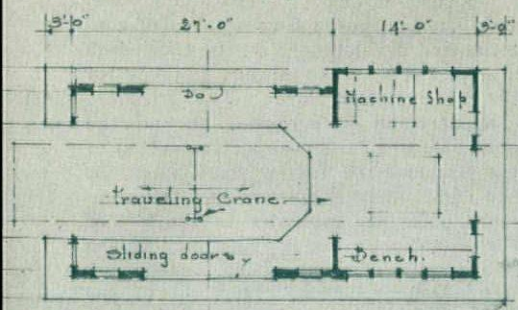 3'-0" 27'-0" 14'-0" 3'-0"
Do
Machine Shop
Traveling Crane
Sliding doors
Bench.